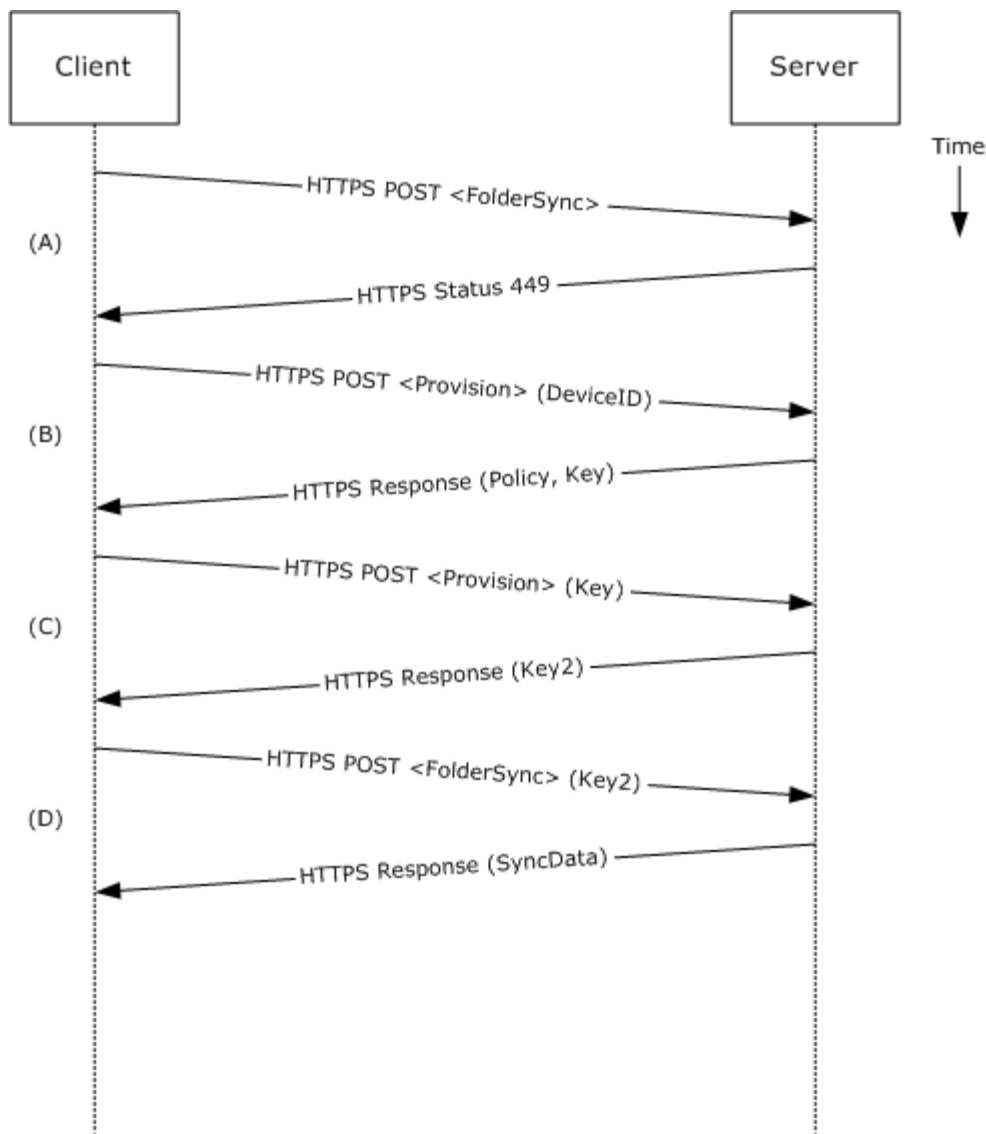 Client
Server
Time
HTTPS POST <FolderSync>
(A)
HTTPS Status 449
HTTPS POST <Provision> (DeviceID)
(B)
HTTPS Response (Policy, Key)
HTTPS POST <Provision> (Key)
(C)
HTTPS Response (Key2)
HTTPS POST <FolderSync> (Key2)
(D)
HTTPS Response (SyncData)